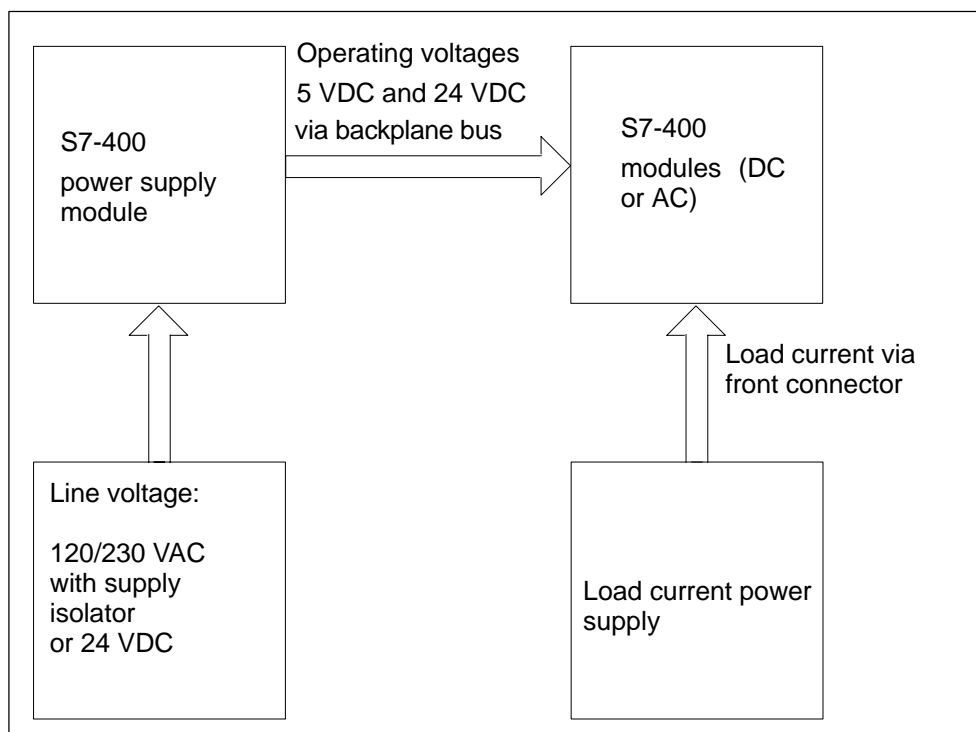 S7-400
power supply
module
Operating voltages
5 VDC and 24 VDC
via backplane bus
S7-400
modules (DC
or AC)
Line voltage:
120/230 VAC
with supply
isolator
or 24 VDC
Load current via
front connector
Load current power
supply